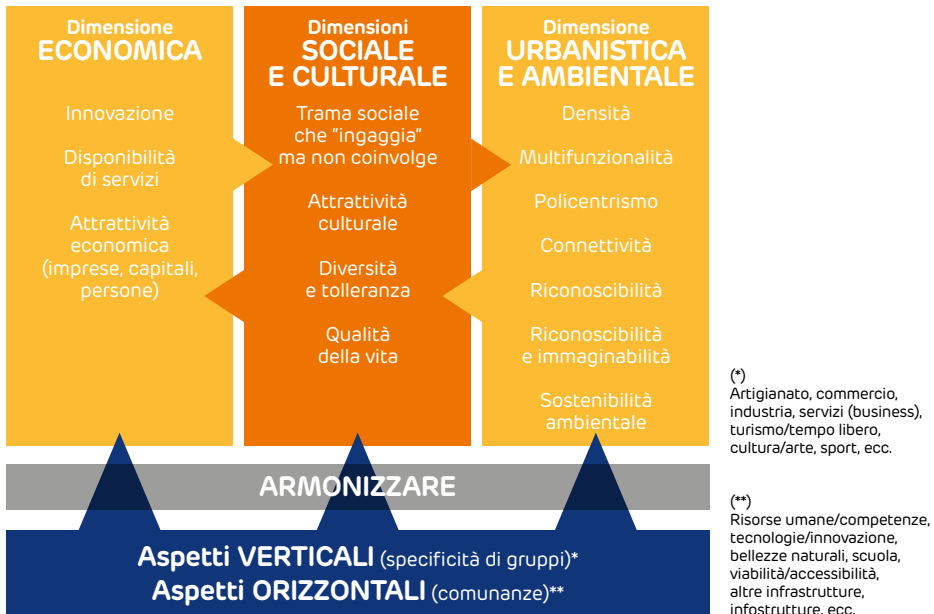 Dimensione
ECONOMICA
Innovazione
Disponibilità
di servizi
Attrattività
economica
(imprese, capitali,
persone)
Dimensioni
SOCIALE
E CULTURALE
Trama sociale
che "ingaggia"
ma non coinvolge
Attrattività
culturale
Diversità
e tolleranza
Qualità
della vita
Dimensione
URBANISTICA
E AMBIENTALE
Densità
Multifunzionalità
Policentrismo
Connettività
Riconoscibilità
Riconoscibilità
e immaginabilità
Sostenibilità
ambientale
ARMONIZZARE
Aspetti VERTICALI (specificità di gruppi)*
Aspetti ORIZZONTALI (comunanze)**
(*)
Artigianato, commercio,
industria, servizi (business),
turismo/tempo libero,
cultura/arte, sport, ecc.
(**)
Risorse umane/competenze,
tecnologie/innovazione,
bellezze naturali, scuola,
viabilità/accessibilità,
altre infrastrutture,
infostrutture, ecc.